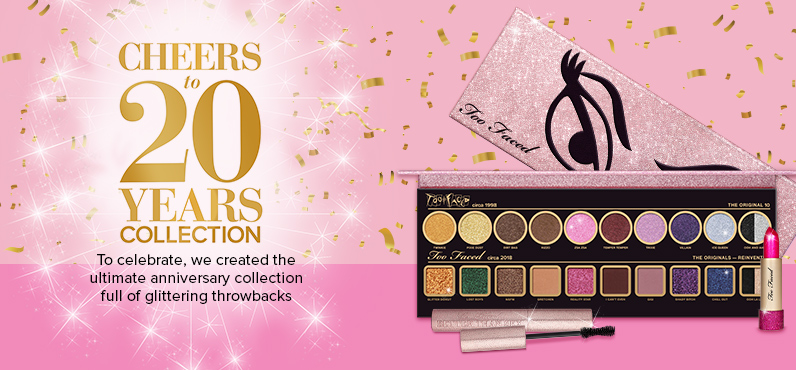 CHEERS
to
20
YEARS
COLLECTION
To celebrate, we created the
ultimate anniversary collection
full of glittering throwbacks
Too Faced
Too Faced circa 1998 THE ORIGINAL 10
Too Faced circa 2018 THE ORIGINALS — REINVENT
Too Faced